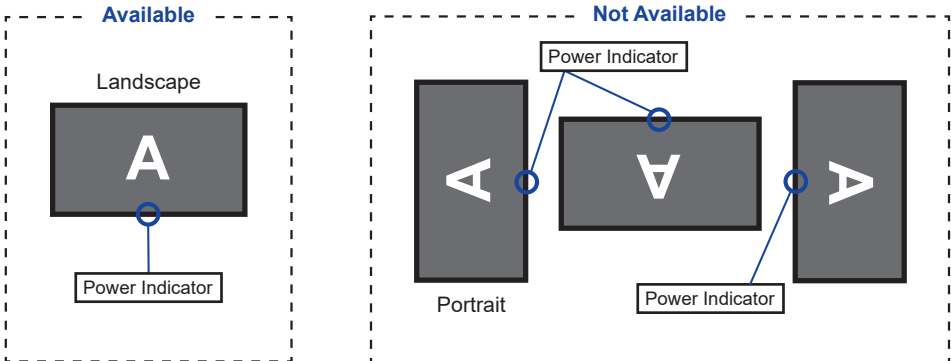 Available
Not Available
Landscape
A
Power Indicator
Power Indicator
A
A
A
Portrait
Power Indicator